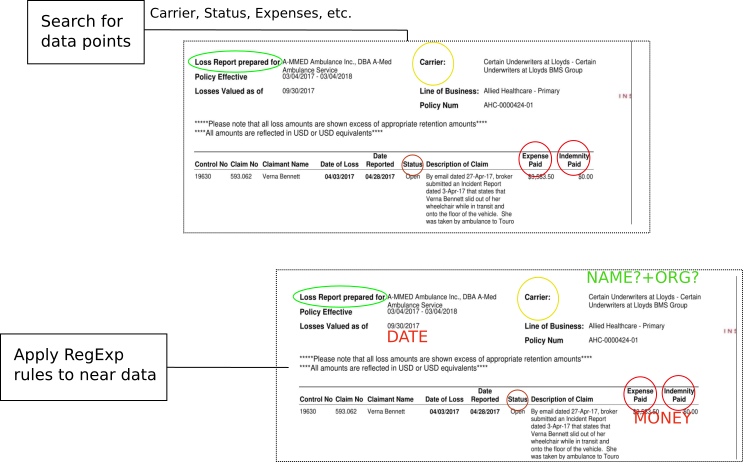 Search for
data points
Carrier, Status, Expenses, etc.
Loss Report prepared for A-MMED Ambulance Inc., DBA A-Med
Ambulance Service
Carrier: Certain Underwriters at Lloyds - Certain
Underwriters at Lloyds BMS Group
Policy Effective 03/04/2017 - 03/04/2018
Losses Valued as of 09/30/2017
Line of Business: Allied Healthcare - Primary
Policy Num AHC-0000424-01
I N S
*****Please note that all loss amounts are shown excess of appropriate retention amounts****
****All amounts are reflected in USD or USD equivalents****
Control No Claim No Claimant Name Date of Loss Date Reported Status Description of Claim Expense Paid Indemnity Paid
19630 593.062 Verna Bennett 04/03/2017 04/28/2017 Open By email dated 27-Apr-17, broker $0.00
submitted an Incident Report
dated 3-Apr-17 that states that
Verna Bennett slid out of her
wheelchair while in transit and
onto the floor of the vehicle. She
was taken by ambulance to Touro
Apply RegExp
rules to near data
NAME?+ORG?
Loss Report prepared for A-MMED Ambulance Inc., DBA A-Med
Ambulance Service
Carrier: Certain Underwriters at Lloyds - Certain
Underwriters at Lloyds BMS Group
Policy Effective 03/04/2017 - 03/04/2018
Losses Valued as of 09/30/2017
DATE
Line of Business: Allied Healthcare - Primary
Policy Num AHC-0000424-01
I N S
*****Please note that all loss amounts are shown excess of appropriate retention amounts****
****All amounts are reflected in USD or USD equivalents****
Control No Claim No Claimant Name Date of Loss Date Reported Status Description of Claim Expense Paid Indemnity Paid
19630 593.062 Verna Bennett 04/03/2017 04/28/2017 Open By email dated 27-Apr-17, broker $0.00
MONEY
submitted an Incident Report
dated 3-Apr-17 that states that
Verna Bennett slid out of her
wheelchair while in transit and
onto the floor of the vehicle. She
was taken by ambulance to Touro